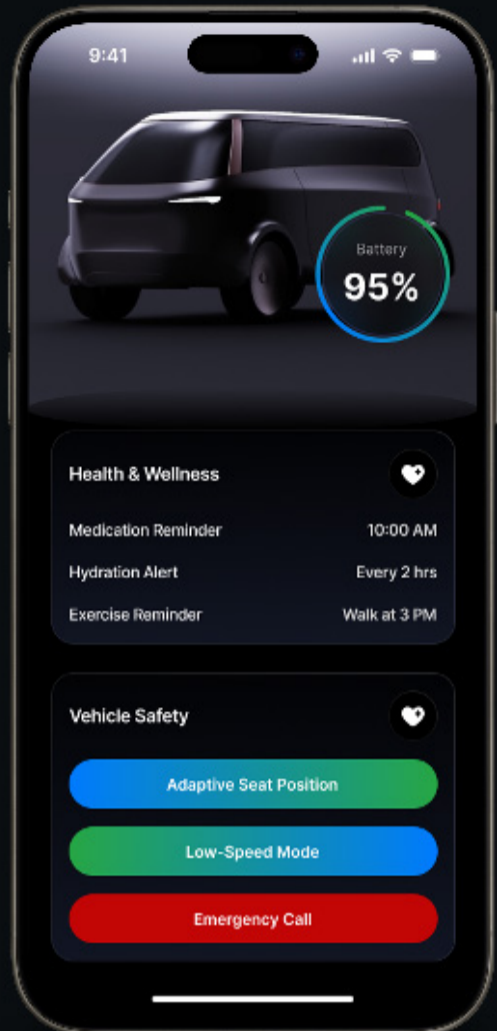 9:41
Battery
95%
Health & Wellness
Medication Reminder 10:00 AM
Hydration Alert Every 2 hrs
Exercise Reminder Walk at 3 PM
Vehicle Safety
Adaptive Seat Position
Low-Speed Mode
Emergency Call